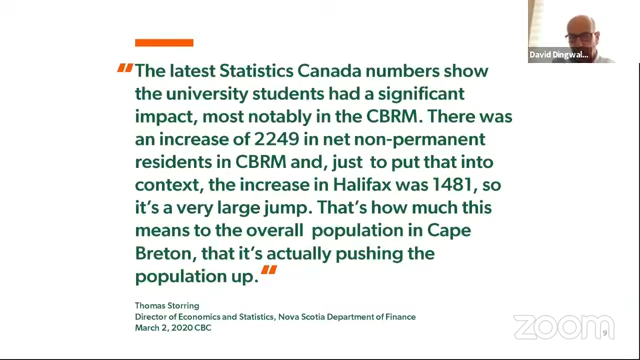 David Dingwal...
“The latest Statistics Canada numbers show
the university students had a significant
impact, most notably in the CBRM. There was
an increase of 2249 in net non-permanent
residents in CBRM and, just to put that into
context, the increase in Halifax was 1481, so
it’s a very large jump. That’s how much this
means to the overall population in Cape
Breton, that it’s actually pushing the
population up.“
Thomas Storring
Director of Economics and Statistics, Nova Scotia Department of Finance
March 2, 2020 CBC
zoom
9